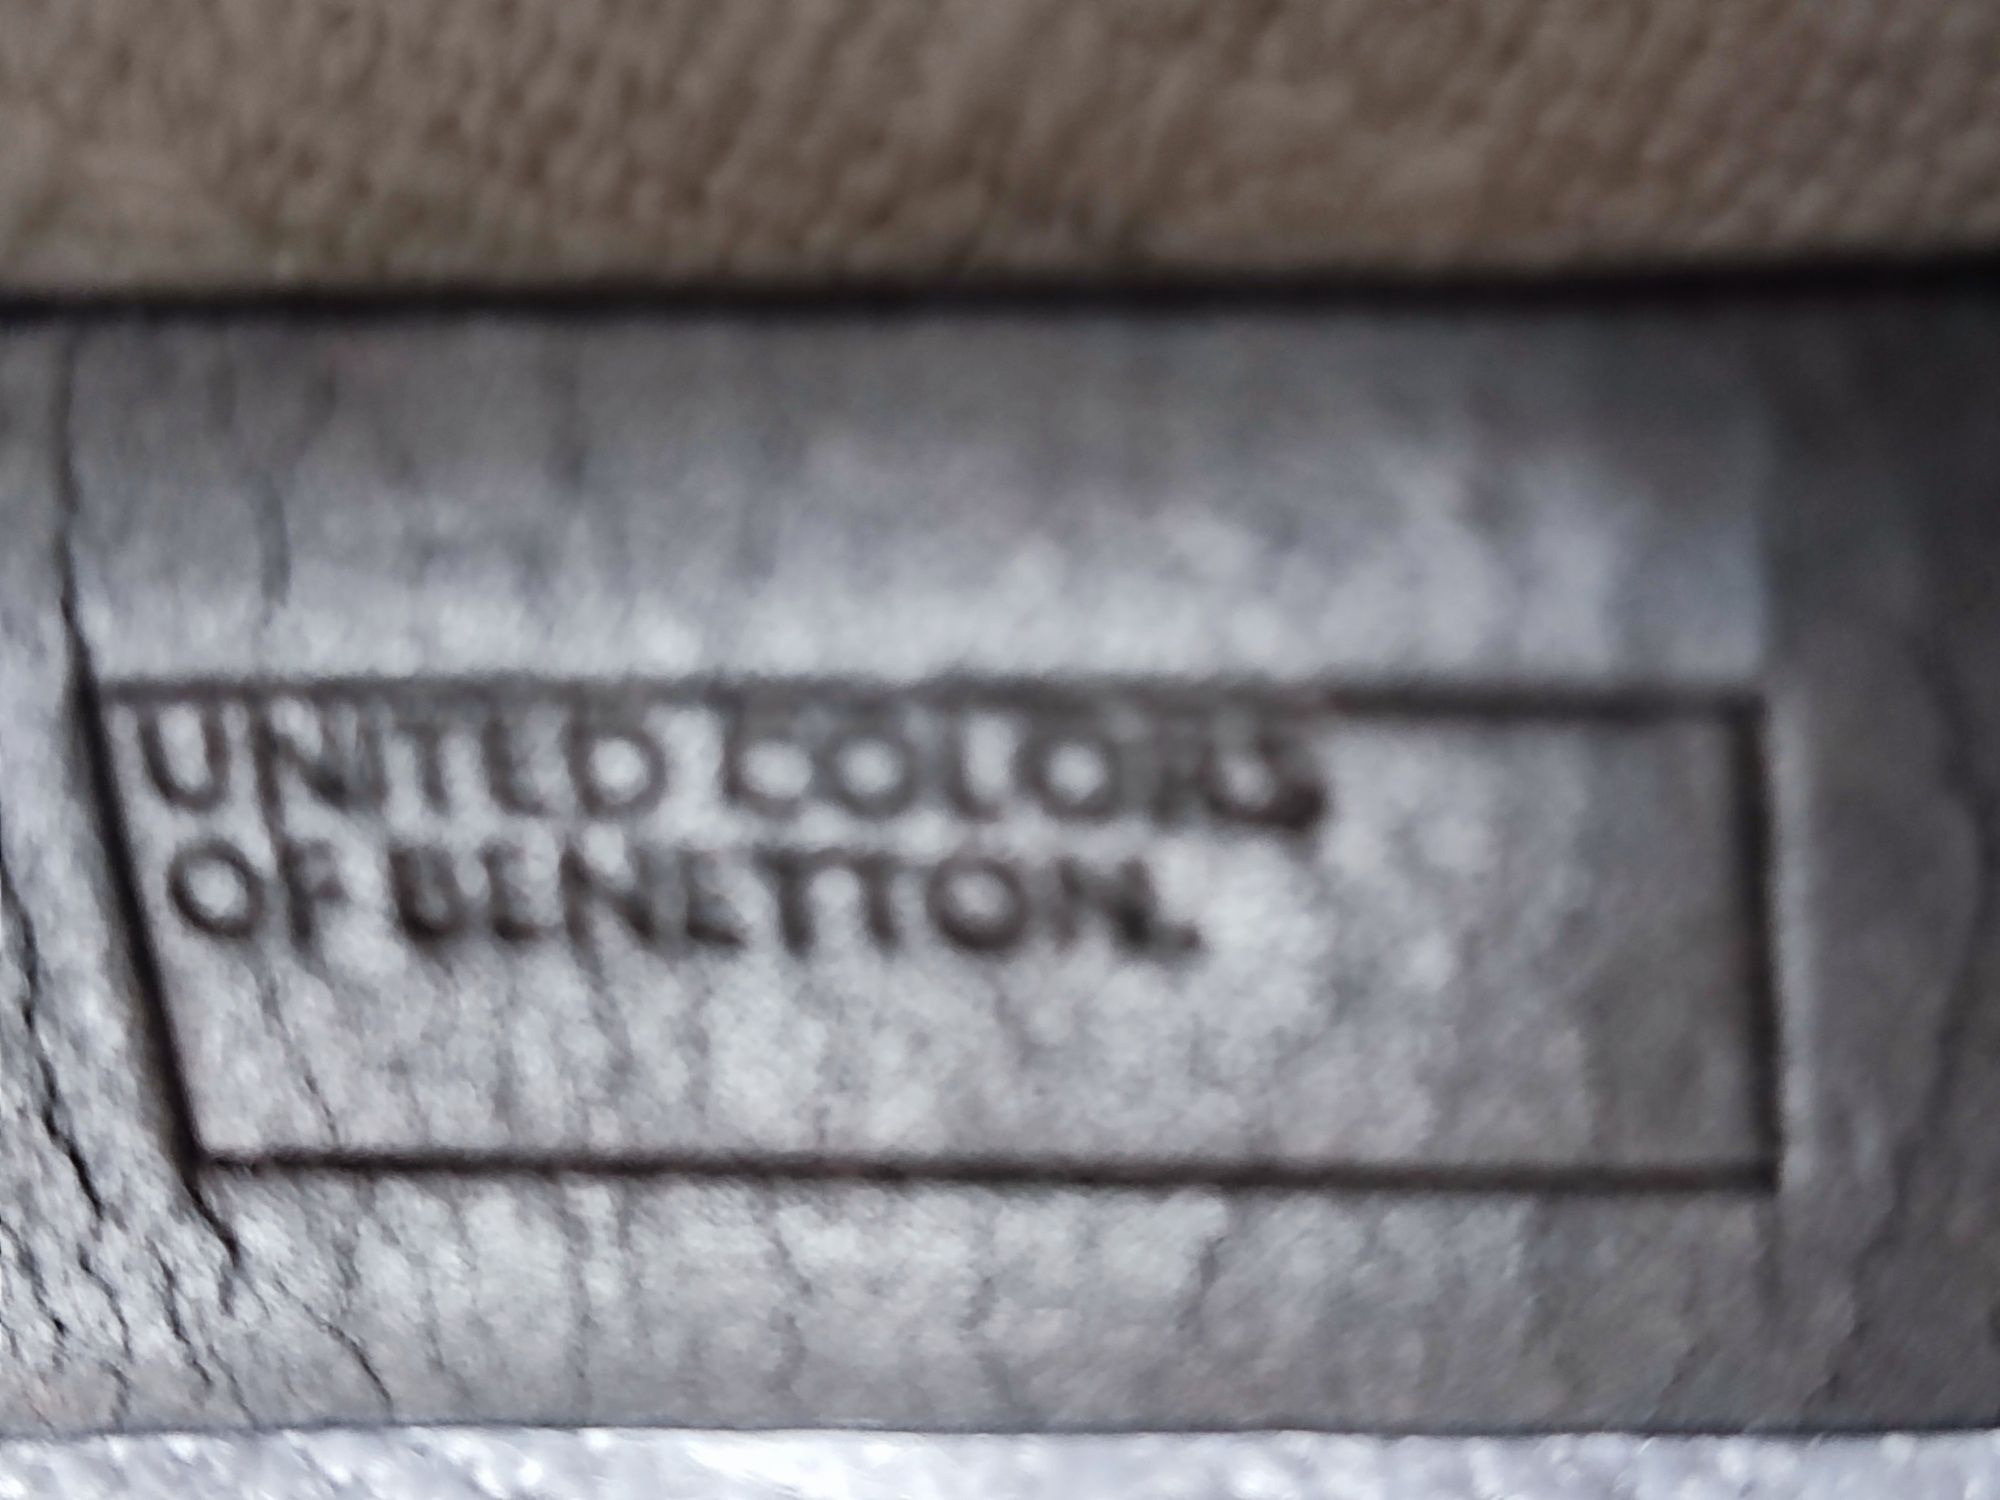 UNITED COLORS
OF BENETTON.